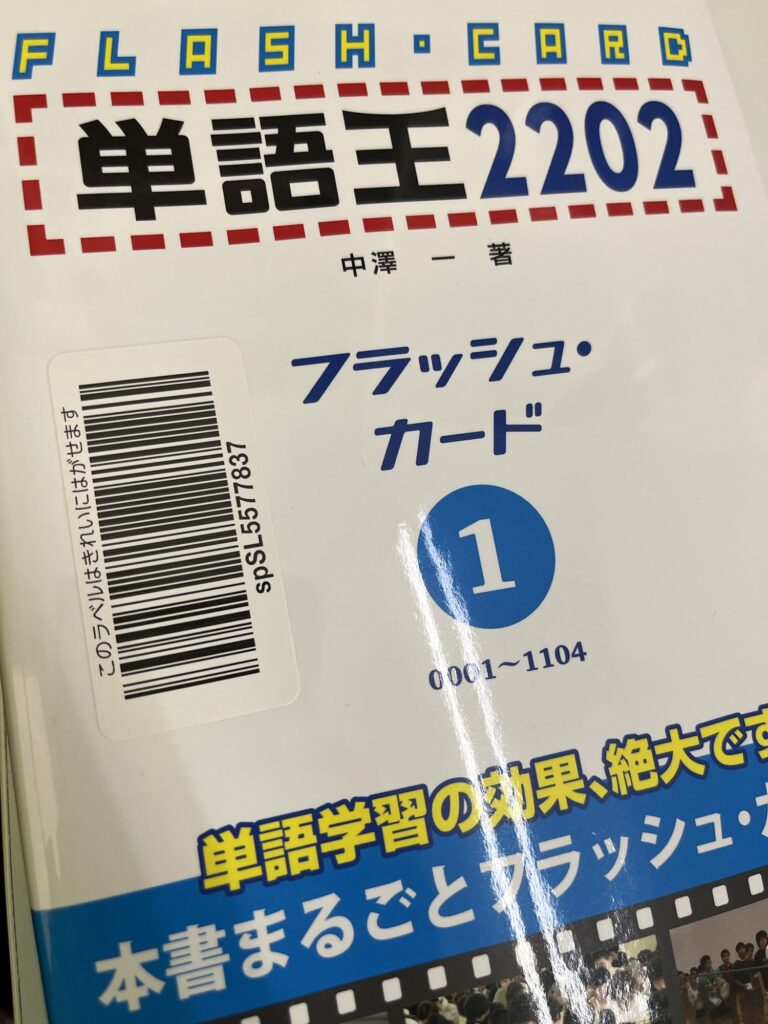 FLASH・CARD
単語王2202
中澤 一 著
フラッシュ・
カード
1
0001～1104
このラベルはきれいにはがせます
spSL5577837
単語学習の効果、絶大です
本書まるごとフラッシュ・カ